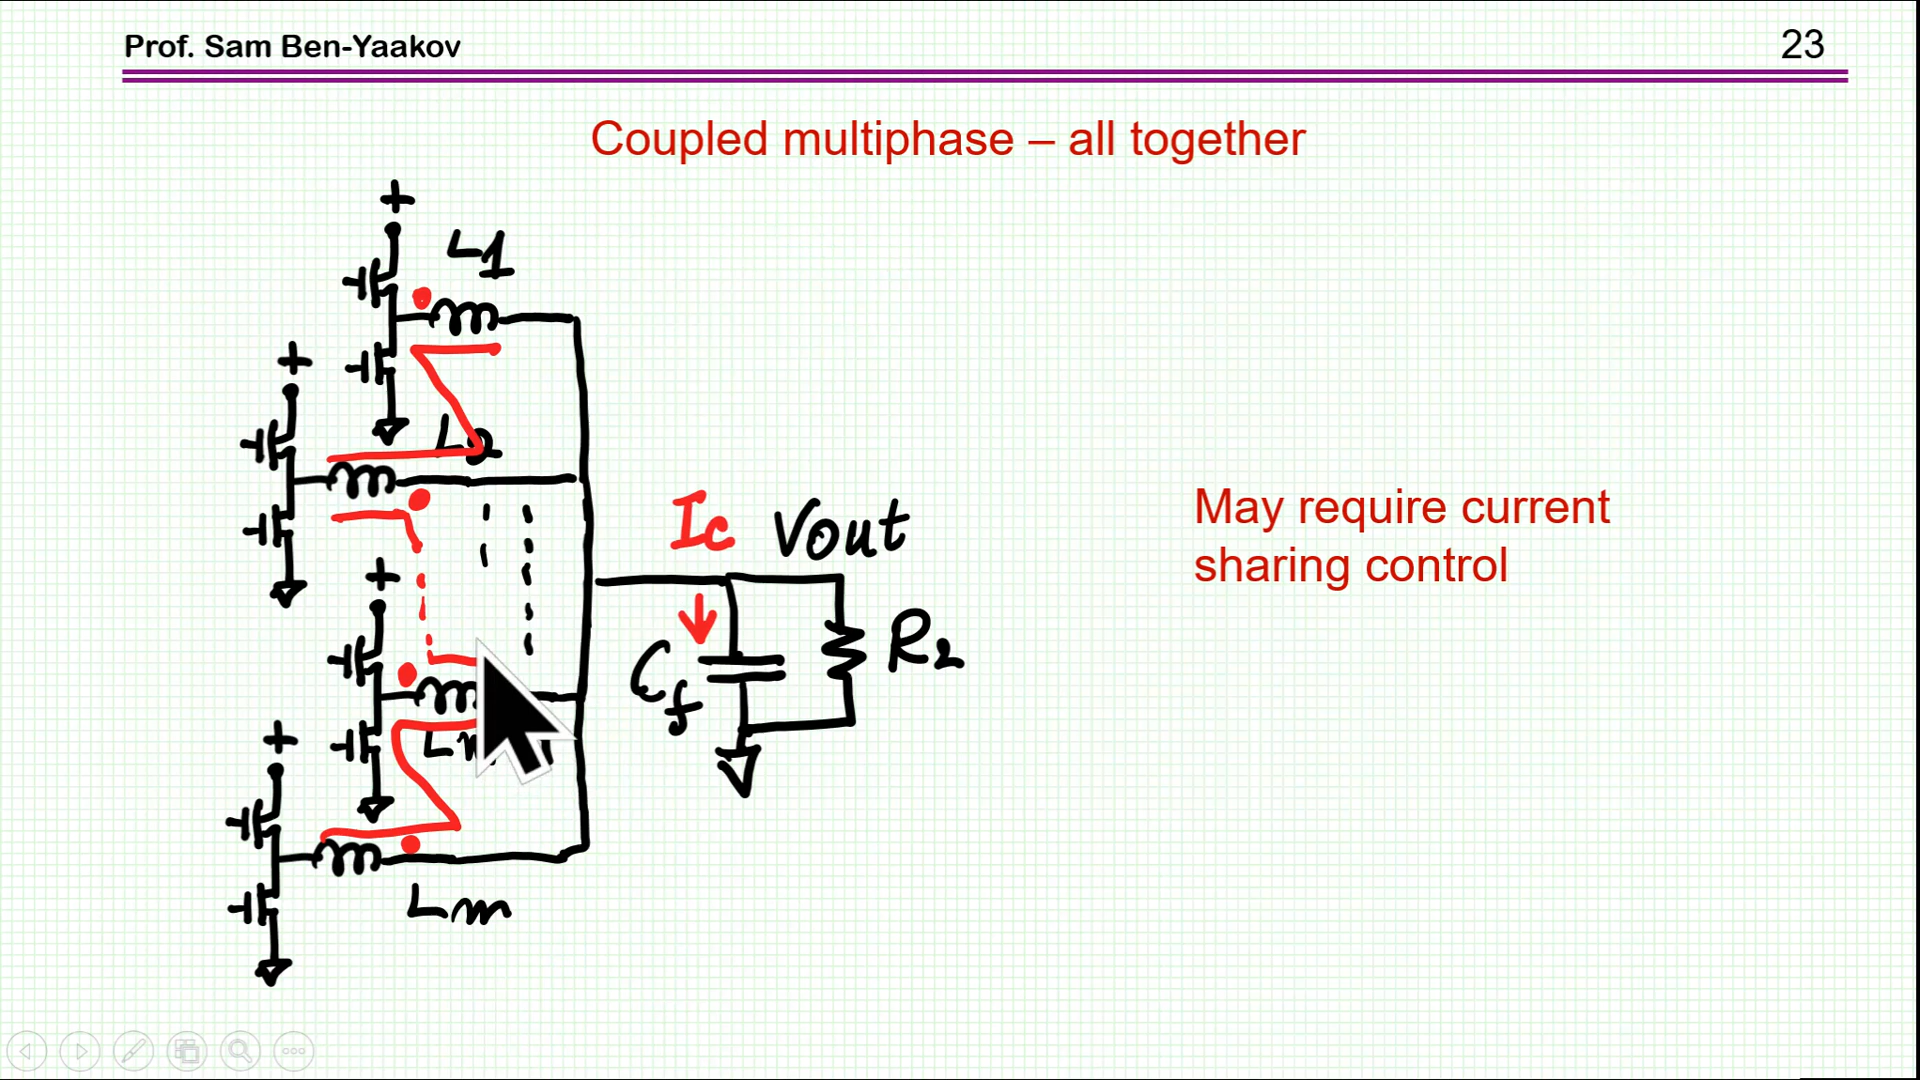 Prof. Sam Ben-Yaakov
23
Coupled multiphase – all together
+
L1
+
L2
Ic Vout
May require current
sharing control
+
Cf
R2
+
Lm